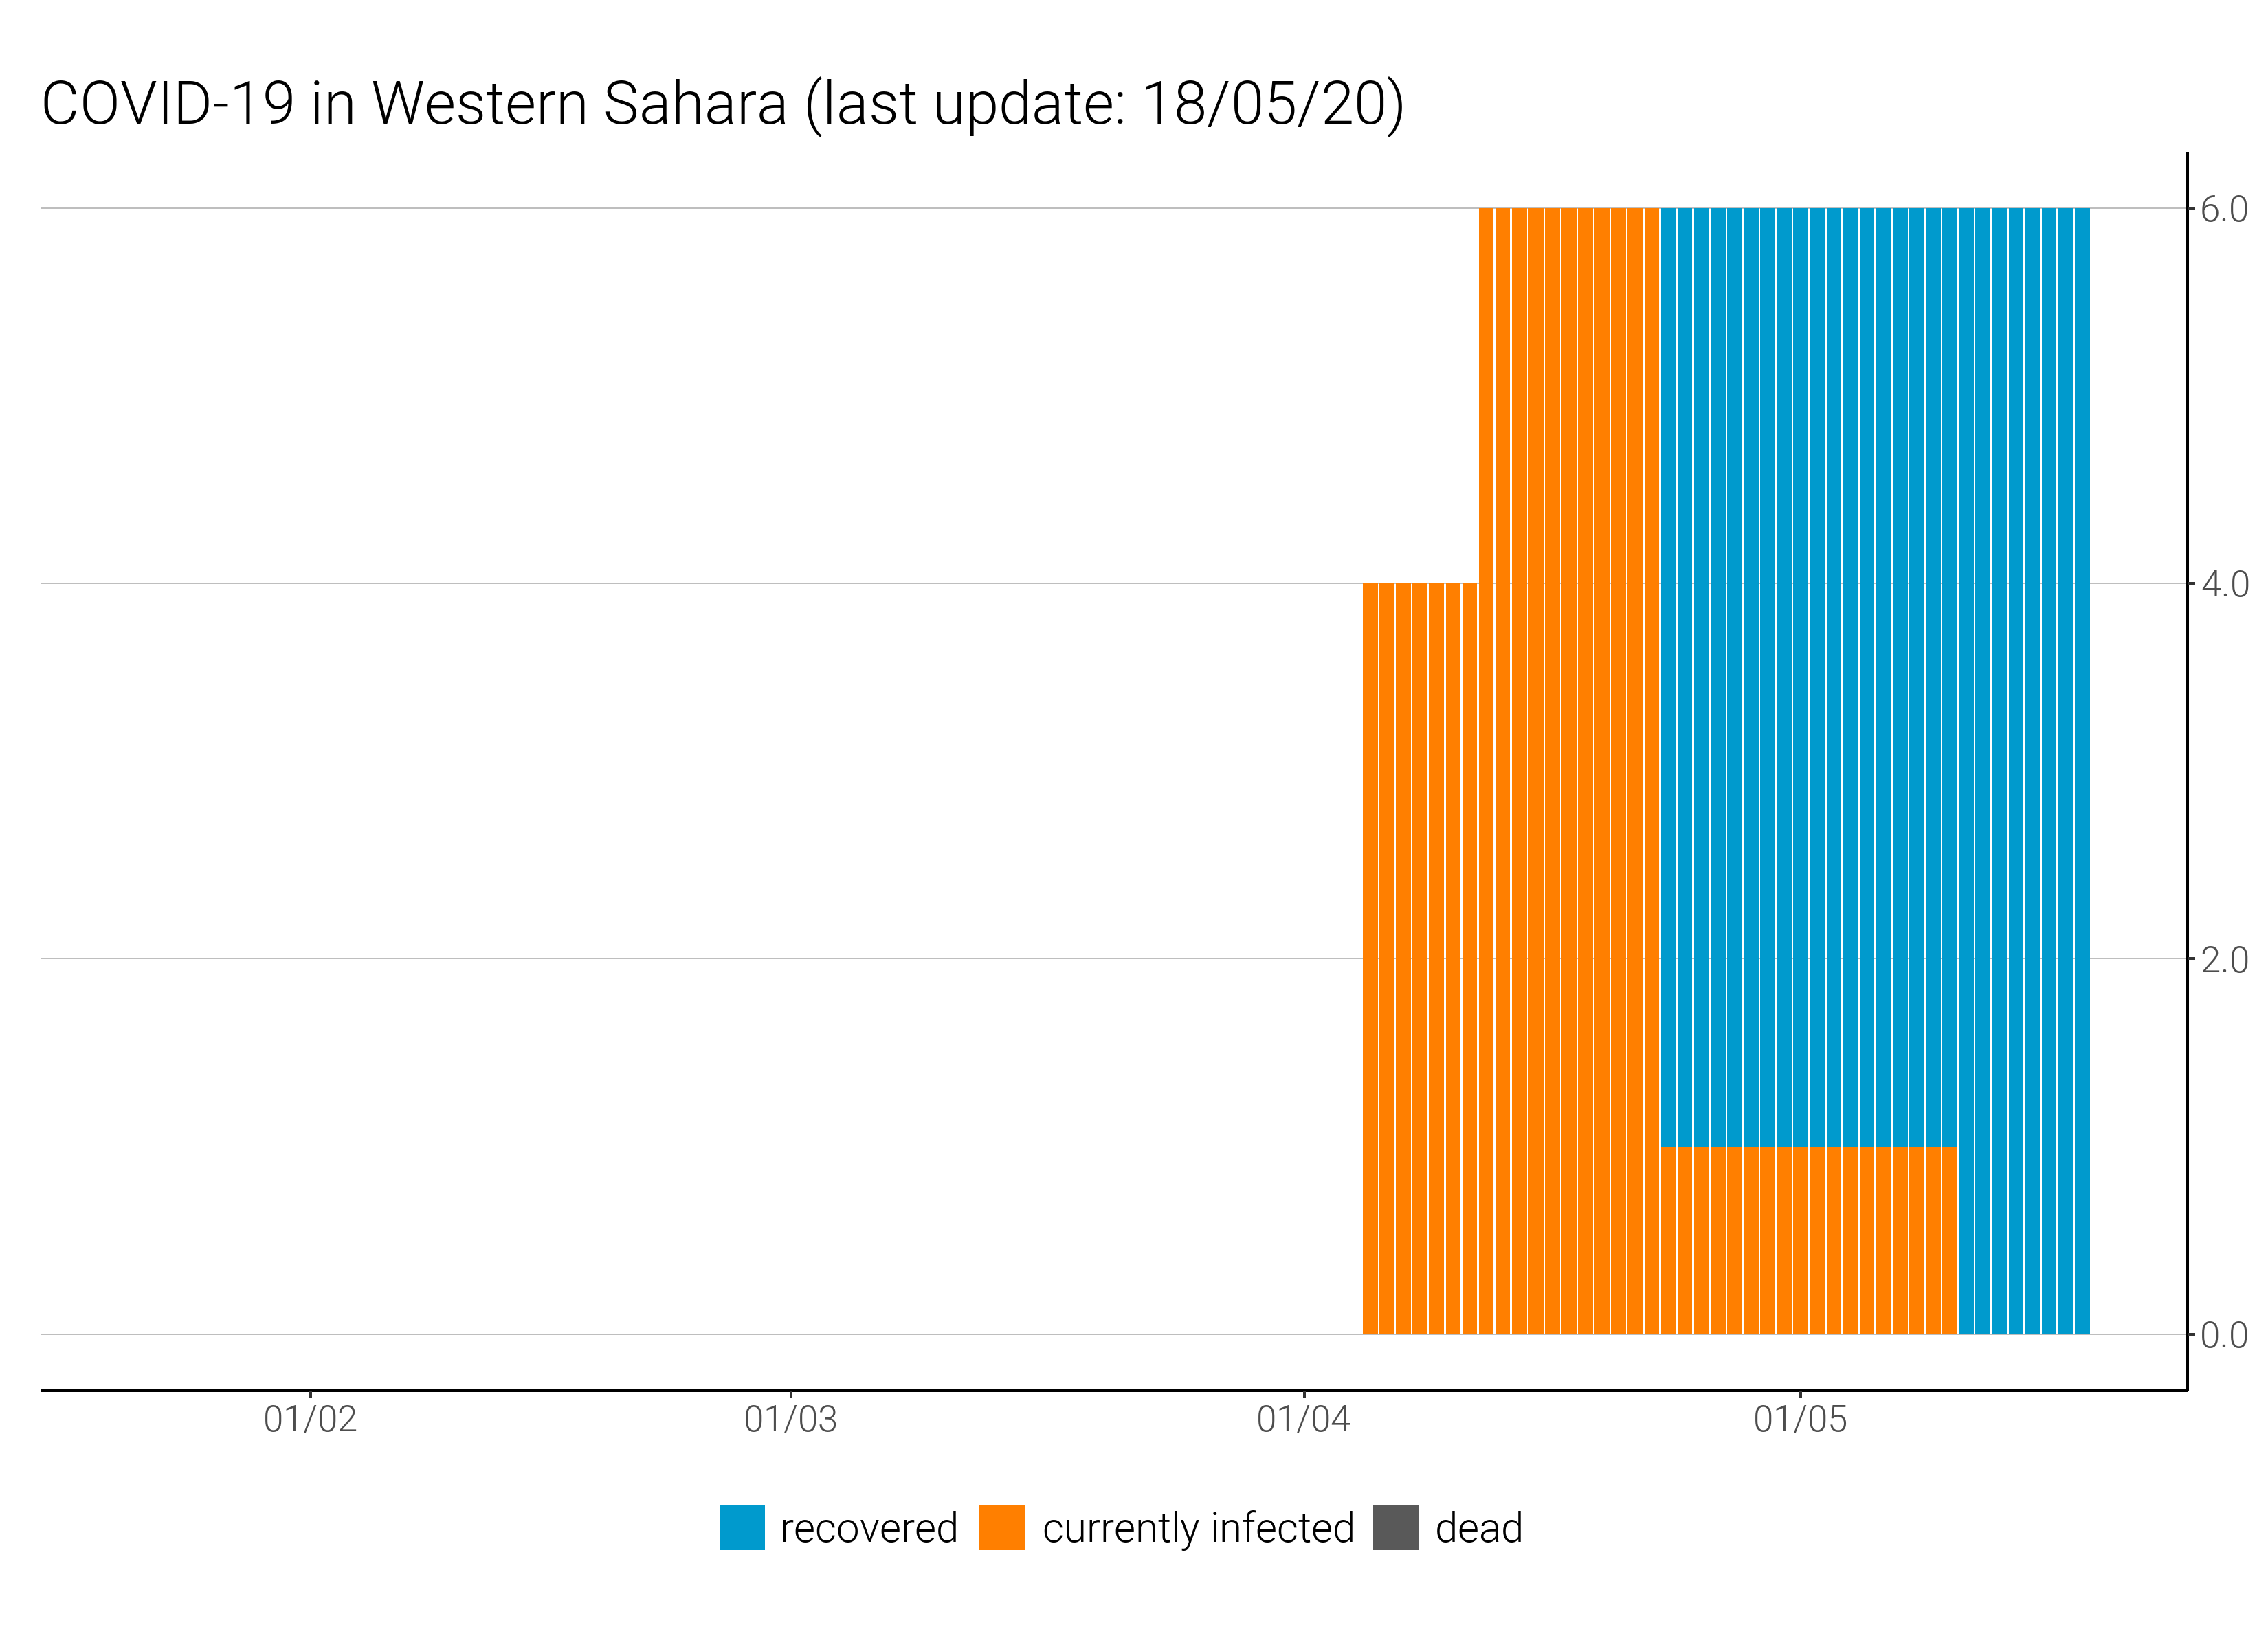 COVID-19 in Western Sahara (last update: 18/05/20)
6.0
4.0
2.0
0.0
01/02 01/03 01/04 01/05
recovered currently infected dead